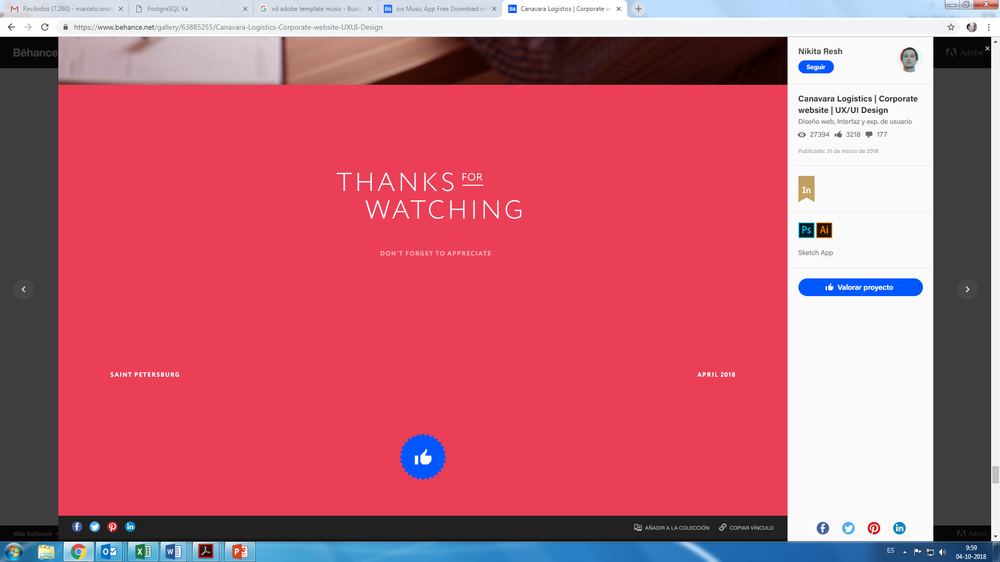 Recibidos (7.260) - marcelo.onate
PostgreSQL Ya
xd adobe template music - Busca
ios Music App Free Download on
Canavara Logistics | Corporate w
https://www.behance.net/gallery/63885255/Canavara-Logistics-Corporate-website-UXUI-Design
Bēhance
Adobe
Nikita Resh
Seguir
Canavara Logistics | Corporate
website | UX/UI Design
Diseño web, Interfaz y exp. de usuario
27394 3218 177
Publicado: 31 de marzo de 2018
In
Ps Ai
Sketch App
Valorar proyecto
THANKS FOR
WATCHING
DON'T FORGET TO APPRECIATE
SAINT PETERSBURG
APRIL 2018
AÑADIR A LA COLECCIÓN
COPIAR VÍNCULO
Más Behance
Adobe
ES
9:59
04-10-2018